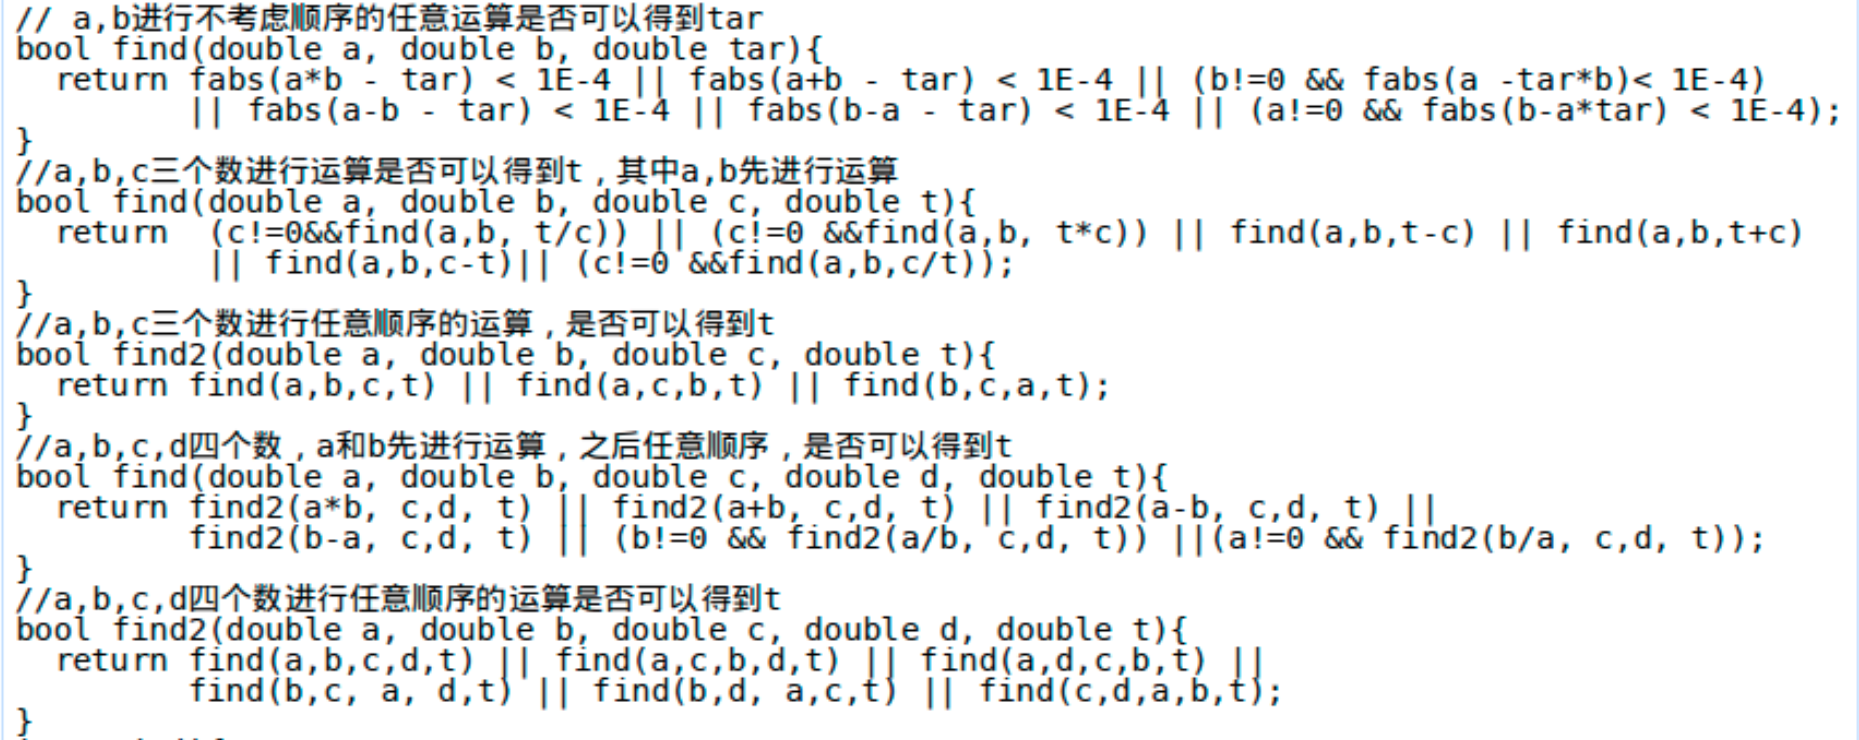 // a,b进行不考虑顺序的任意运算是否可以得到tar
bool find(double a, double b, double tar){
  return fabs(a*b - tar) < 1E-4 || fabs(a+b - tar) < 1E-4 || (b!=0 && fabs(a -tar*b)< 1E-4)
         || fabs(a-b - tar) < 1E-4 || fabs(b-a - tar) < 1E-4 || (a!=0 && fabs(b-a*tar) < 1E-4);
}
//a,b,c三个数进行运算是否可以得到t，其中a,b先进行运算
bool find(double a, double b, double c, double t){
  return  (c!=0&&find(a,b, t/c)) || (c!=0 &&find(a,b, t*c)) || find(a,b,t-c) || find(a,b,t+c)
          || find(a,b,c-t)|| (c!=0 &&find(a,b,c/t));
}
//a,b,c三个数进行任意顺序的运算，是否可以得到t
bool find2(double a, double b, double c, double t){
  return find(a,b,c,t) || find(a,c,b,t) || find(b,c,a,t);
}
//a,b,c,d四个数，a和b先进行运算，之后任意顺序，是否可以得到t
bool find(double a, double b, double c, double d, double t){
  return find2(a*b, c,d, t) || find2(a+b, c,d, t) || find2(a-b, c,d, t) ||
         find2(b-a, c,d, t) || (b!=0 && find2(a/b, c,d, t)) ||(a!=0 && find2(b/a, c,d, t));
}
//a,b,c,d四个数进行任意顺序的运算是否可以得到t
bool find2(double a, double b, double c, double d, double t){
  return find(a,b,c,d,t) || find(a,c,b,d,t) || find(a,d,c,b,t) ||
         find(b,c, a, d,t) || find(b,d, a,c,t) || find(c,d,a,b,t);
}